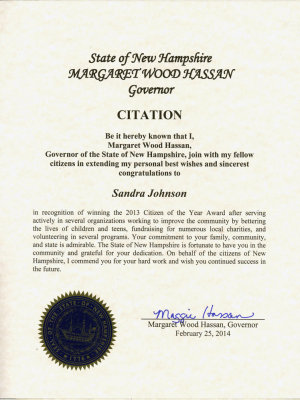 State of New Hampshire
MARGARET WOOD HASSAN
Governor
CITATION
Be it hereby known that I,
Margaret Wood Hassan,
Governor of the State of New Hampshire, join with my fellow
citizens in extending my personal best wishes and sincerest
congratulations to
Sandra Johnson
in recognition of winning the 2013 Citizen of the Year Award after serving
actively in several organizations working to improve the community by bettering
the lives of children and teens, fundraising for numerous local charities, and
volunteering in several programs. Your commitment to your family, community,
and state is admirable. The State of New Hampshire is fortunate to have you in the
community and grateful for your dedication. On behalf of the citizens of New
Hampshire, I commend you for your hard work and wish you continued success in
the future.
Maggie Hassan
Margaret Wood Hassan, Governor
February 25, 2014
1776